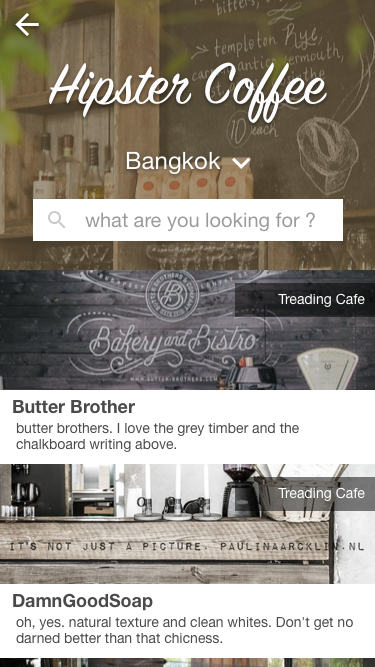 bitters,
templeton Rye,
vermouth,
10 each
Hipster Coffee
Bangkok
what are you looking for ?
Treading Cafe
B
Bakery and Bistro
WWW.BUTTER-BROTHERS.COM
Butter Brother
butter brothers. I love the grey timber and the
chalkboard writing above.
Treading Cafe
IT'S NOT JUST A PICTURE. PAULINAARCKLIN.NL
DamnGoodSoap
oh, yes. natural texture and clean whites. Don't get no
darned better than that chicness.